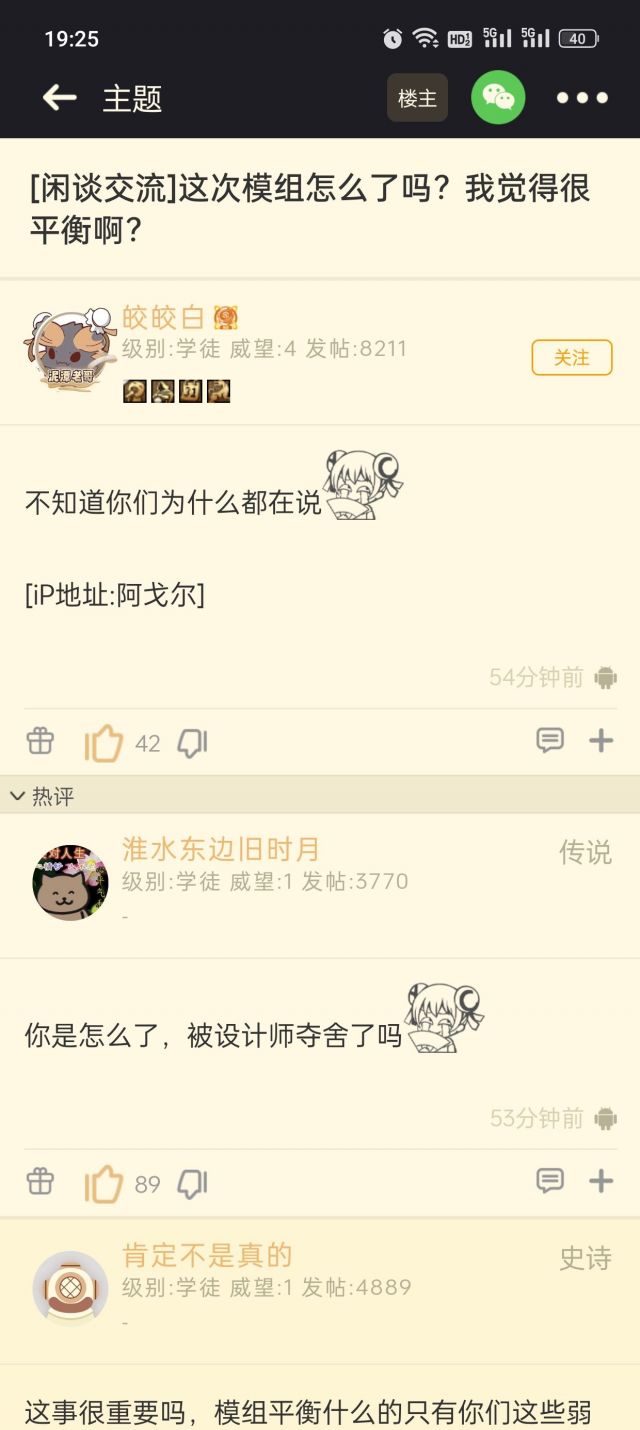 19:25
HD2 5G 5G 40
主题
楼主
[闲谈交流]这次模组怎么了吗？我觉得很
平衡啊？
皎皎白
级别:学徒 威望:4 发帖:8211
关注
不知道你们为什么都在说
[iP地址:阿戈尔]
54分钟前
42
热评
淮水东边旧时月
传说
级别:学徒 威望:1 发帖:3770
-
你是怎么了，被设计师夺舍了吗
53分钟前
89
肯定不是真的
史诗
级别:学徒 威望:1 发帖:4889
-
这事很重要吗，模组平衡什么的只有你们这些弱